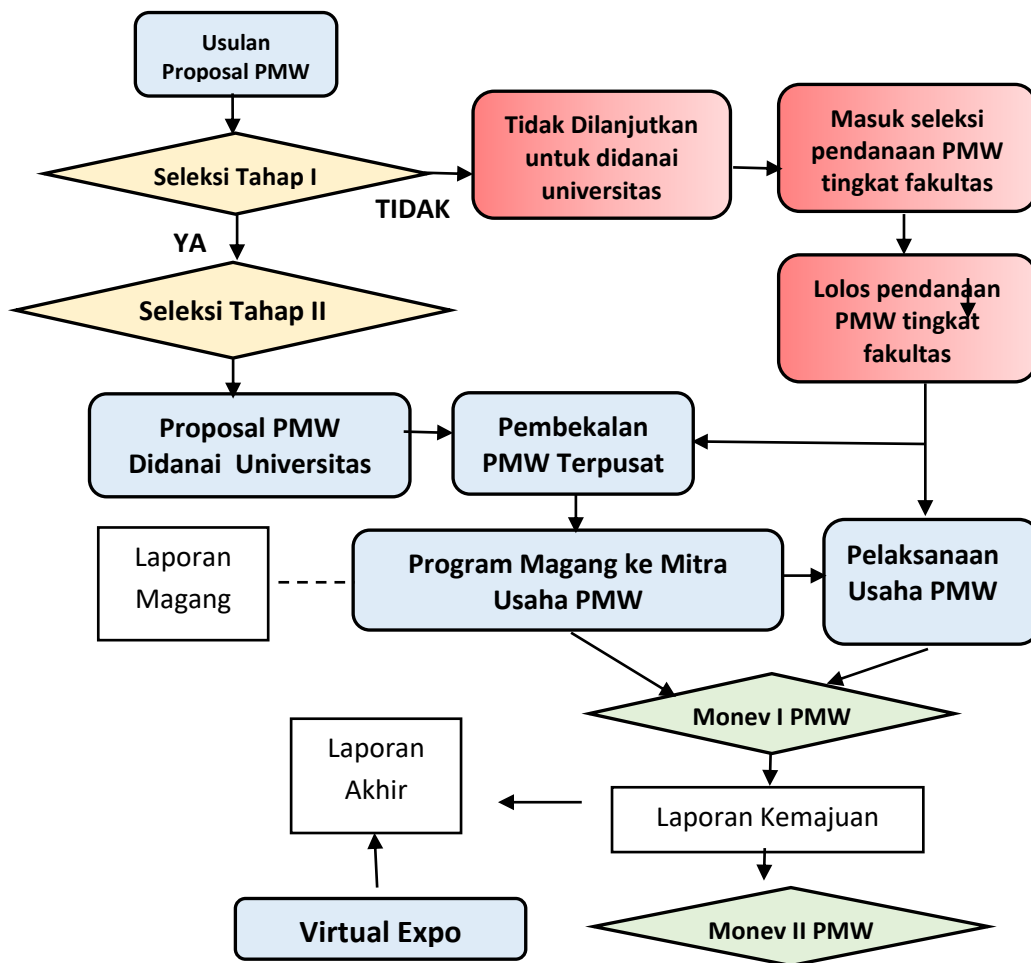 Usulan
Proposal PMW
Seleksi Tahap I
TIDAK
Tidak Dilanjutkan
untuk didanai
universitas
Masuk seleksi
pendanaan PMW
tingkat fakultas
YA
Seleksi Tahap II
Lolos pendanaan
PMW tingkat
fakultas
Proposal PMW
Didanai  Universitas
Pembekalan
PMW Terpusat
Laporan
Magang
Program Magang ke Mitra
Usaha PMW
Pelaksanaan
Usaha PMW
Monev I PMW
Laporan
Akhir
Laporan Kemajuan
Virtual Expo
Monev II PMW